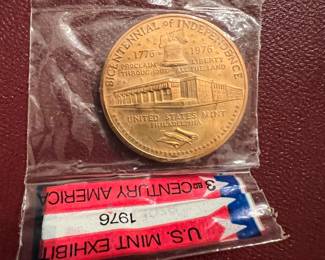 BICENTENNIAL of INDEPENDENCE
1776 1976
PROCLAIM LIBERTY
THROUGHOUT ALL THE LAND
UNITED STATES MINT
PHILADELPHIA
U.S. MINT EXHIBIT
3RD CENTURY AMERICA
1976